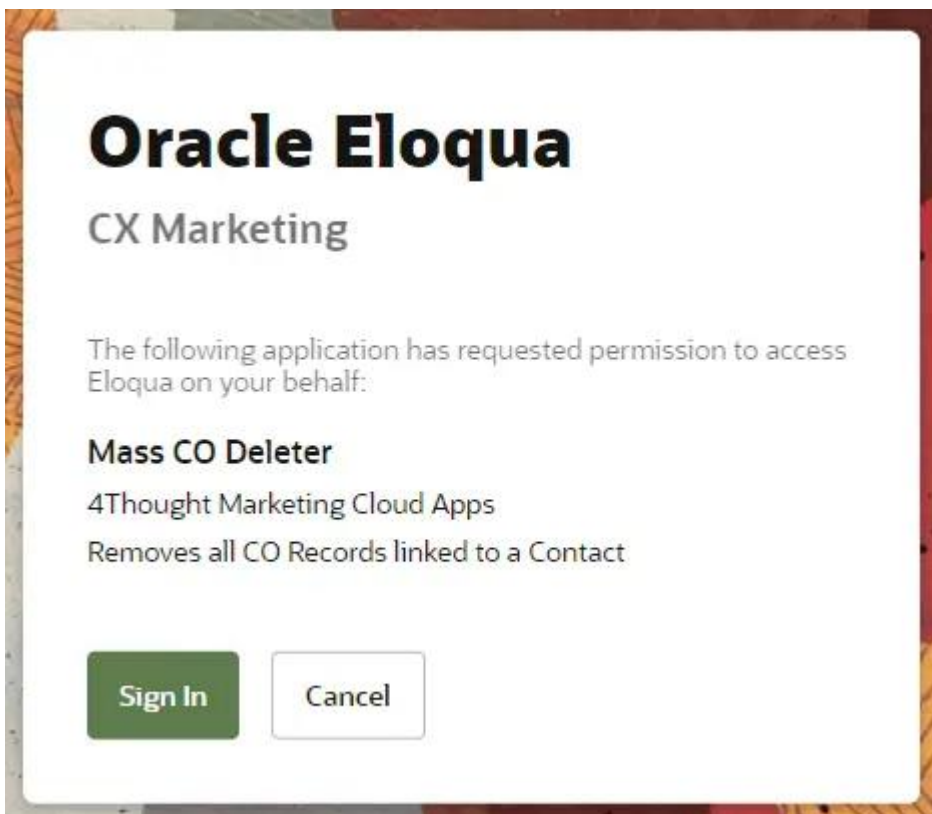 Oracle Eloqua
CX Marketing
The following application has requested permission to access
Eloqua on your behalf:
Mass CO Deleter
4Thought Marketing Cloud Apps
Removes all CO Records linked to a Contact
Sign In
Cancel